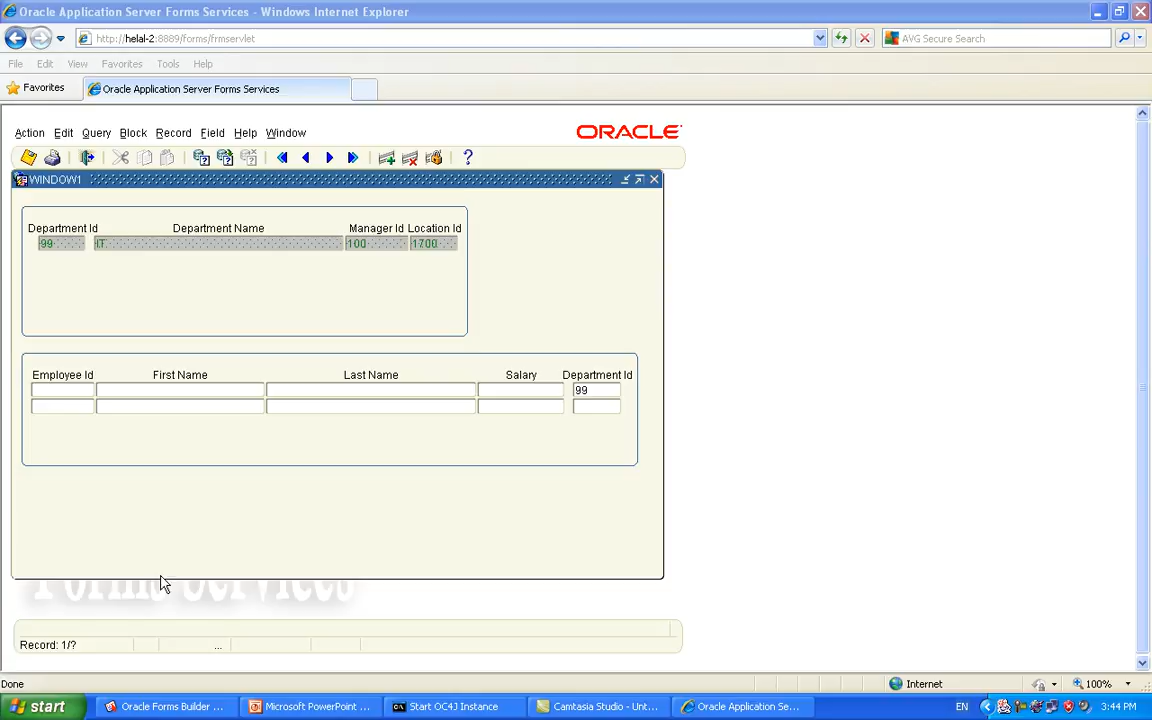 Oracle Application Server Forms Services - Windows Internet Explorer
http://helal-2:8889/forms/frmservlet
AVG Secure Search
File Edit View Favorites Tools Help
Favorites
Oracle Application Server Forms Services
Action Edit Query Block Record Field Help Window
ORACLE
WINDOW1
Department Id Department Name Manager Id Location Id
99 IT 100 1700
Employee Id First Name Last Name Salary Department Id
99
Forms Services
Record: 1/?
...
Done
Internet
100%
start
Oracle Forms Builder ...
Microsoft PowerPoint ...
Start OC4J Instance
Camtasia Studio - Unt...
Oracle Application Se...
EN
3:44 PM